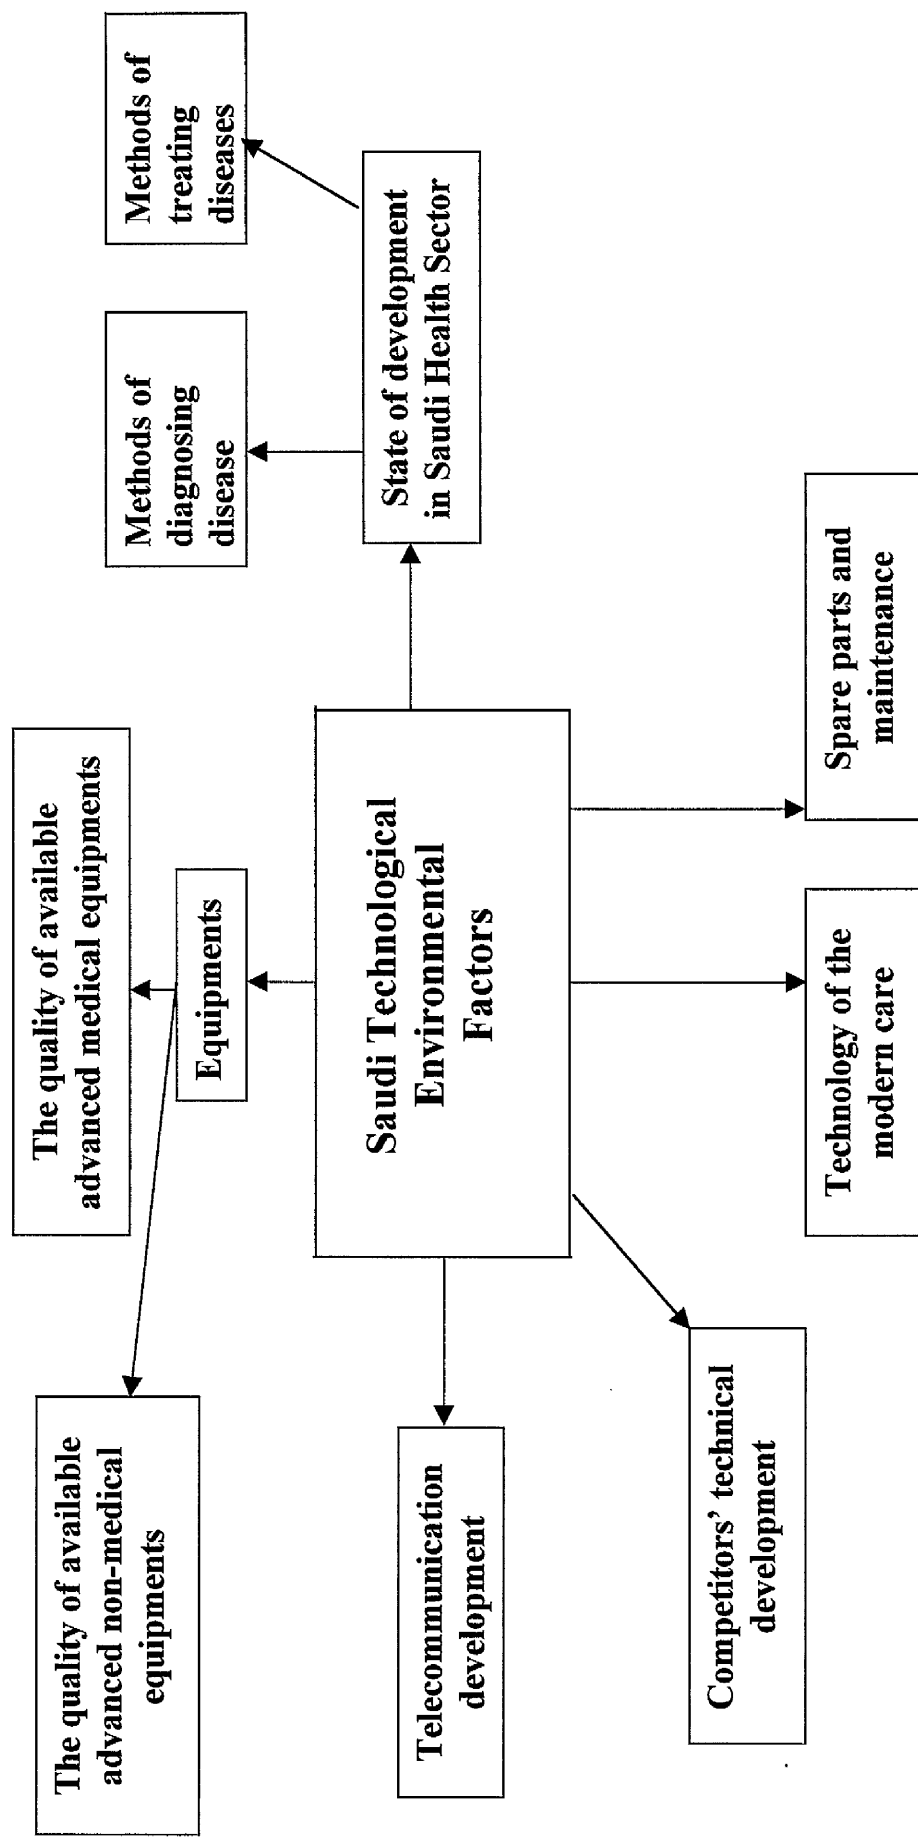 The quality of available
advanced non-medical
equipments
The quality of available
advanced medical equipments
Methods of
diagnosing
disease
Methods of
treating
diseases
Equipments
Telecommunication
development
Saudi Technological
Environmental
Factors
State of development
in Saudi Health Sector
Competitors’ technical
development
Technology of the
modern care
Spare parts and
maintenance